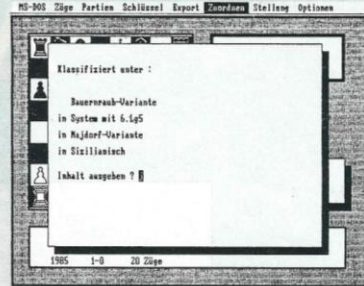 MS-DOS Züge Partien Schlüssel Export Zuordnen Stellung Optionen
Klassifiziert unter :
Bauernraub-Variante
in System mit 6.Lg5
in Najdorf-Variante
in Sizilianisch
Inhalt ausgeben ?
1985 1-0 20 Züge